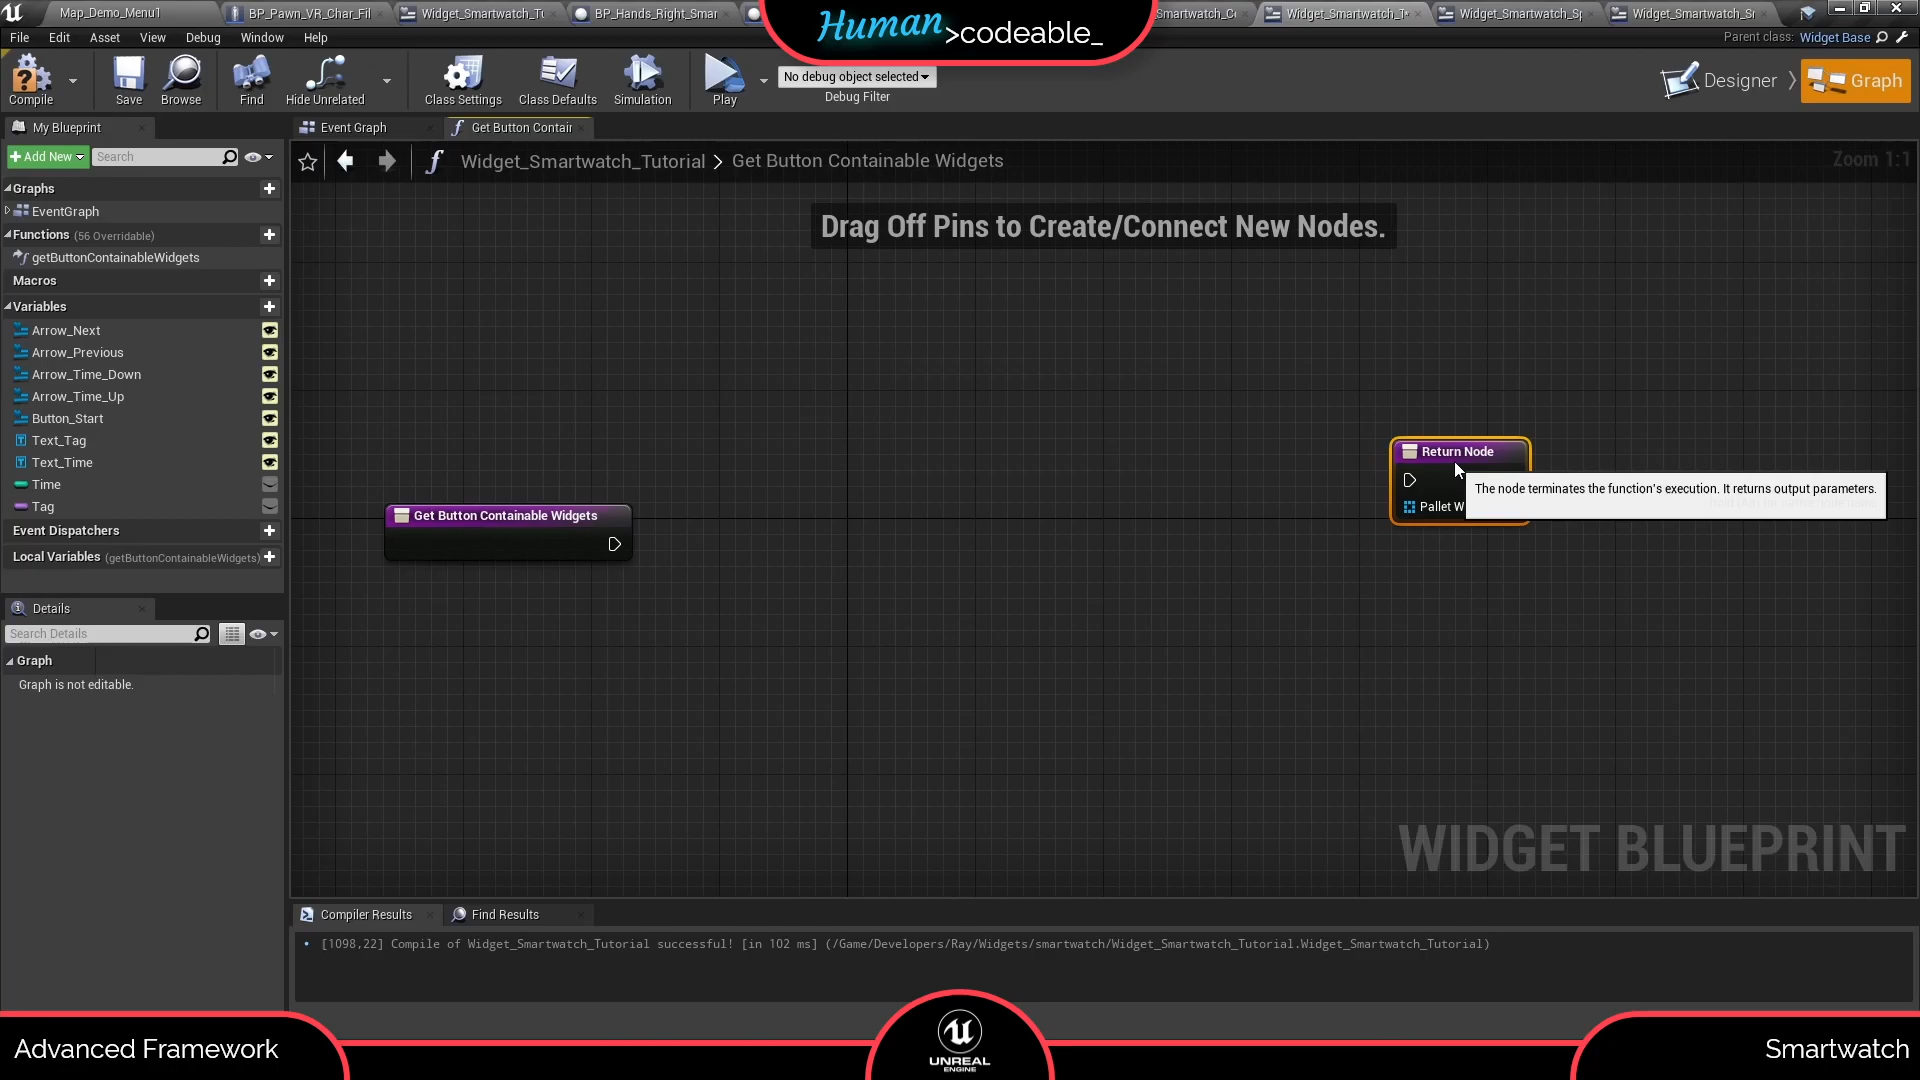 Map_Demo_Menu1
BP_Pawn_VR_Char_Fil
Widget_Smartwatch_Tu
BP_Hands_Right_Smar
Smartwatch_C
Widget_Smartwatch_T
Widget_Smartwatch_Sp
Widget_Smartwatch_Sr
Human >codeable_
File Edit Asset View Debug Window Help
Parent class: Widget Base
Compile
Save
Browse
Find
Hide Unrelated
Class Settings
Class Defaults
Simulation
Play
No debug object selected
Debug Filter
Designer
Graph
My Blueprint
Event Graph
Get Button Contair
Add New
Search
Widget_Smartwatch_Tutorial > Get Button Containable Widgets
Zoom 1:1
Graphs
EventGraph
Functions (56 Overridable)
getButtonContainableWidgets
Macros
Variables
Arrow_Next
Arrow_Previous
Arrow_Time_Down
Arrow_Time_Up
Button_Start
Text_Tag
Text_Time
Time
Tag
Event Dispatchers
Local Variables (getButtonContainableWidgets)
Drag Off Pins to Create/Connect New Nodes.
Get Button Containable Widgets
Return Node
Pallet W
The node terminates the function's execution. It returns output parameters.
Details
Search Details
Graph
Graph is not editable.
WIDGET BLUEPRINT
Compiler Results
Find Results
[1098,22] Compile of Widget_Smartwatch_Tutorial successful! [in 102 ms] (/Game/Developers/Ray/Widgets/smartwatch/Widget_Smartwatch_Tutorial.Widget_Smartwatch_Tutorial)
Advanced Framework
UNREAL
ENGINE
Smartwatch